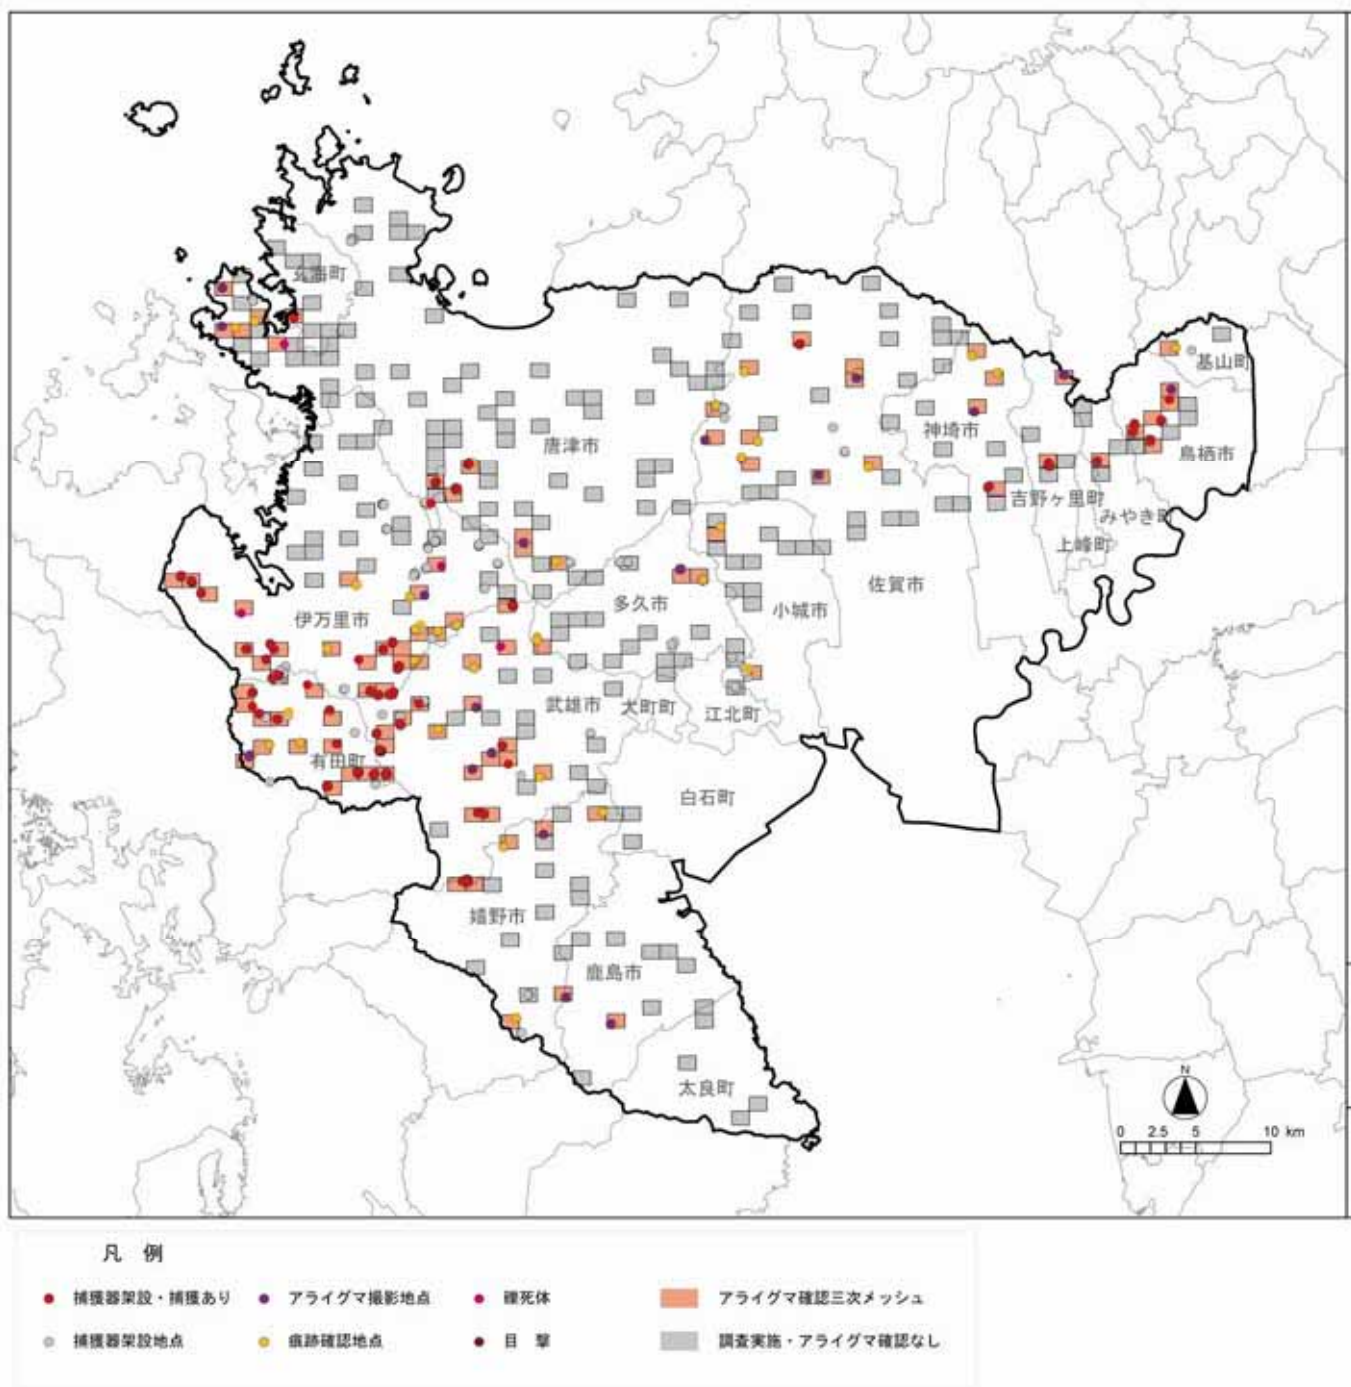 玄海町
基山町
神埼市
唐津市
鳥栖市
吉野ヶ里町
みやき町
上峰町
佐賀市
多久市
小城市
伊万里市
武雄市
大町町
江北町
有田町
白石町
嬉野市
鹿島市
太良町
N
0 2.5 5 10 km
凡 例
捕獲器架設・捕獲あり
アライグマ撮影地点
轢死体
アライグマ確認三次メッシュ
捕獲器架設地点
痕跡確認地点
目 撃
調査実施・アライグマ確認なし